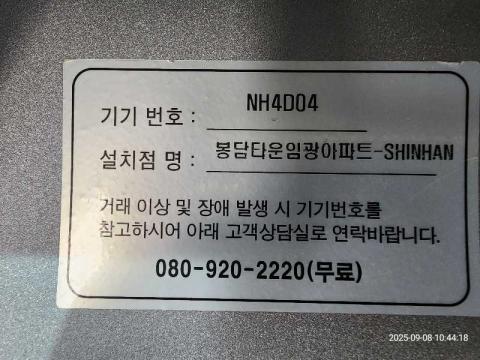 기기 번호 : NH4D04
설치점 명 : 봉담타운임광아파트-SHINHAN
거래 이상 및 장애 발생 시 기기번호를
참고하시어 아래 고객상담실로 연락바랍니다.
080-920-2220(무료)
2025-09-08 10:44:18